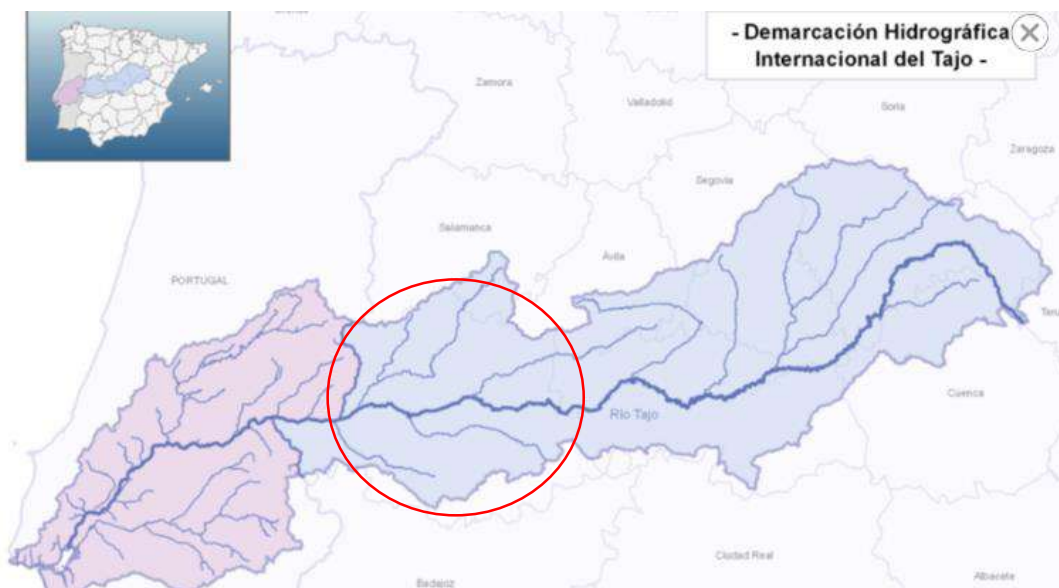 - Demarcación Hidrográfica
Internacional del Tajo -
Zamora
Valladolid
Soria
Zaragoza
Segovia
Salamanca
Ávila
PORTUGAL
Teruel
Cuenca
Río Tajo
Ciudad Real
Badajoz
Albacete